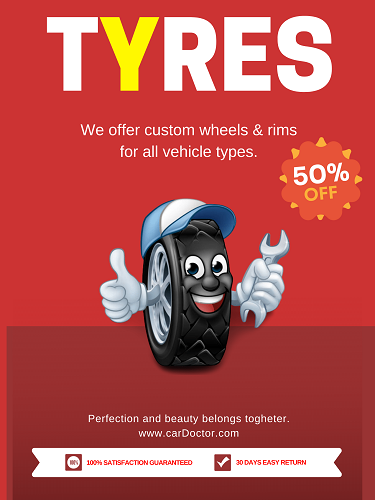 TYRES
We offer custom wheels & rims
for all vehicle types.
50%
OFF
Perfection and beauty belongs togheter.
www.carDoctor.com
100% 100% SATISFACTION GUARANTEED 30 DAYS EASY RETURN